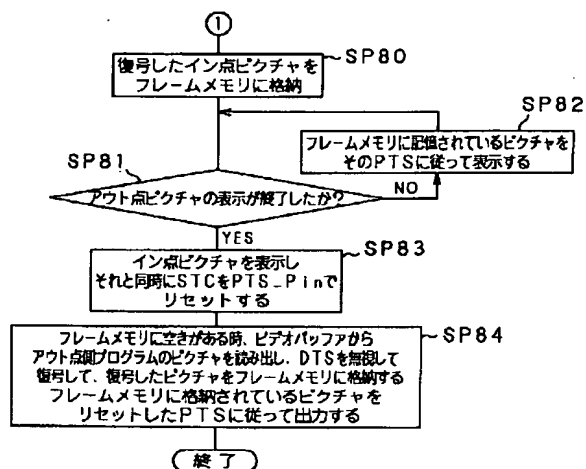 1
SP80
復号したイン点ピクチャを
フレームメモリに格納
SP82
フレームメモリに記憶されているピクチャを
そのPTSに従って表示する
SP81
アウト点ピクチャの表示が終了したか?
NO
YES
SP83
イン点ピクチャを表示し
それと同時にSTCをPTS_Pinで
リセットする
SP84
フレームメモリに空きがある時、ビデオバッファから
アウト点側プログラムのピクチャを読み出し、DTSを無視して
復号して、復号したピクチャをフレームメモリに格納する
フレームメモリに格納されているピクチャを
リセットしたPTSに従って出力する
終了